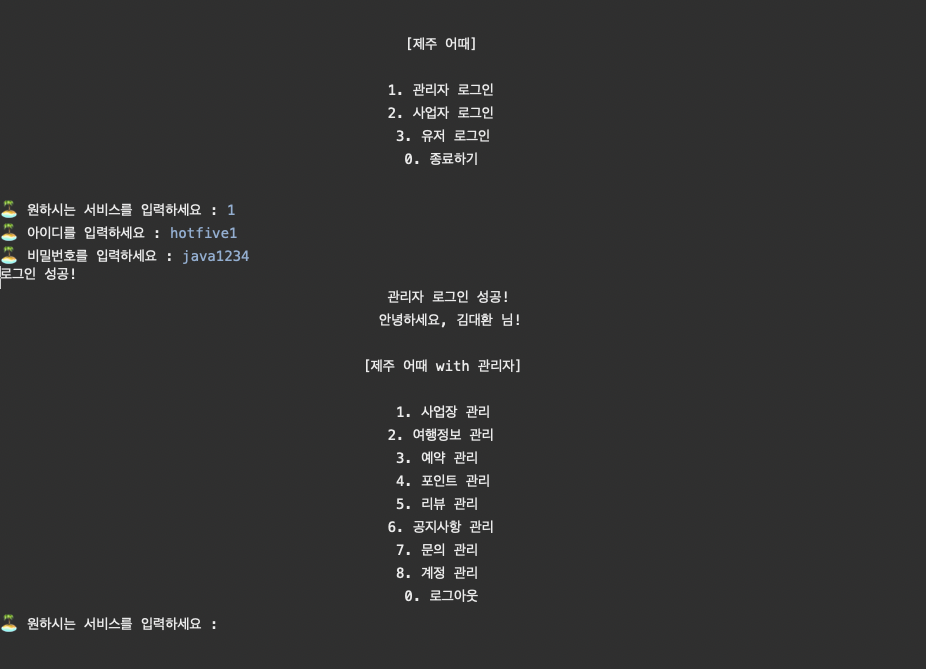 [제주 어때]
1. 관리자 로그인
2. 사업자 로그인
3. 유저 로그인
0. 종료하기
원하시는 서비스를 입력하세요 : 1
아이디를 입력하세요 : hotfive1
비밀번호를 입력하세요 : java1234
로그인 성공!
관리자 로그인 성공!
안녕하세요, 김대환 님!
[제주 어때 with 관리자]
1. 사업장 관리
2. 여행정보 관리
3. 예약 관리
4. 포인트 관리
5. 리뷰 관리
6. 공지사항 관리
7. 문의 관리
8. 계정 관리
0. 로그아웃
원하시는 서비스를 입력하세요 :